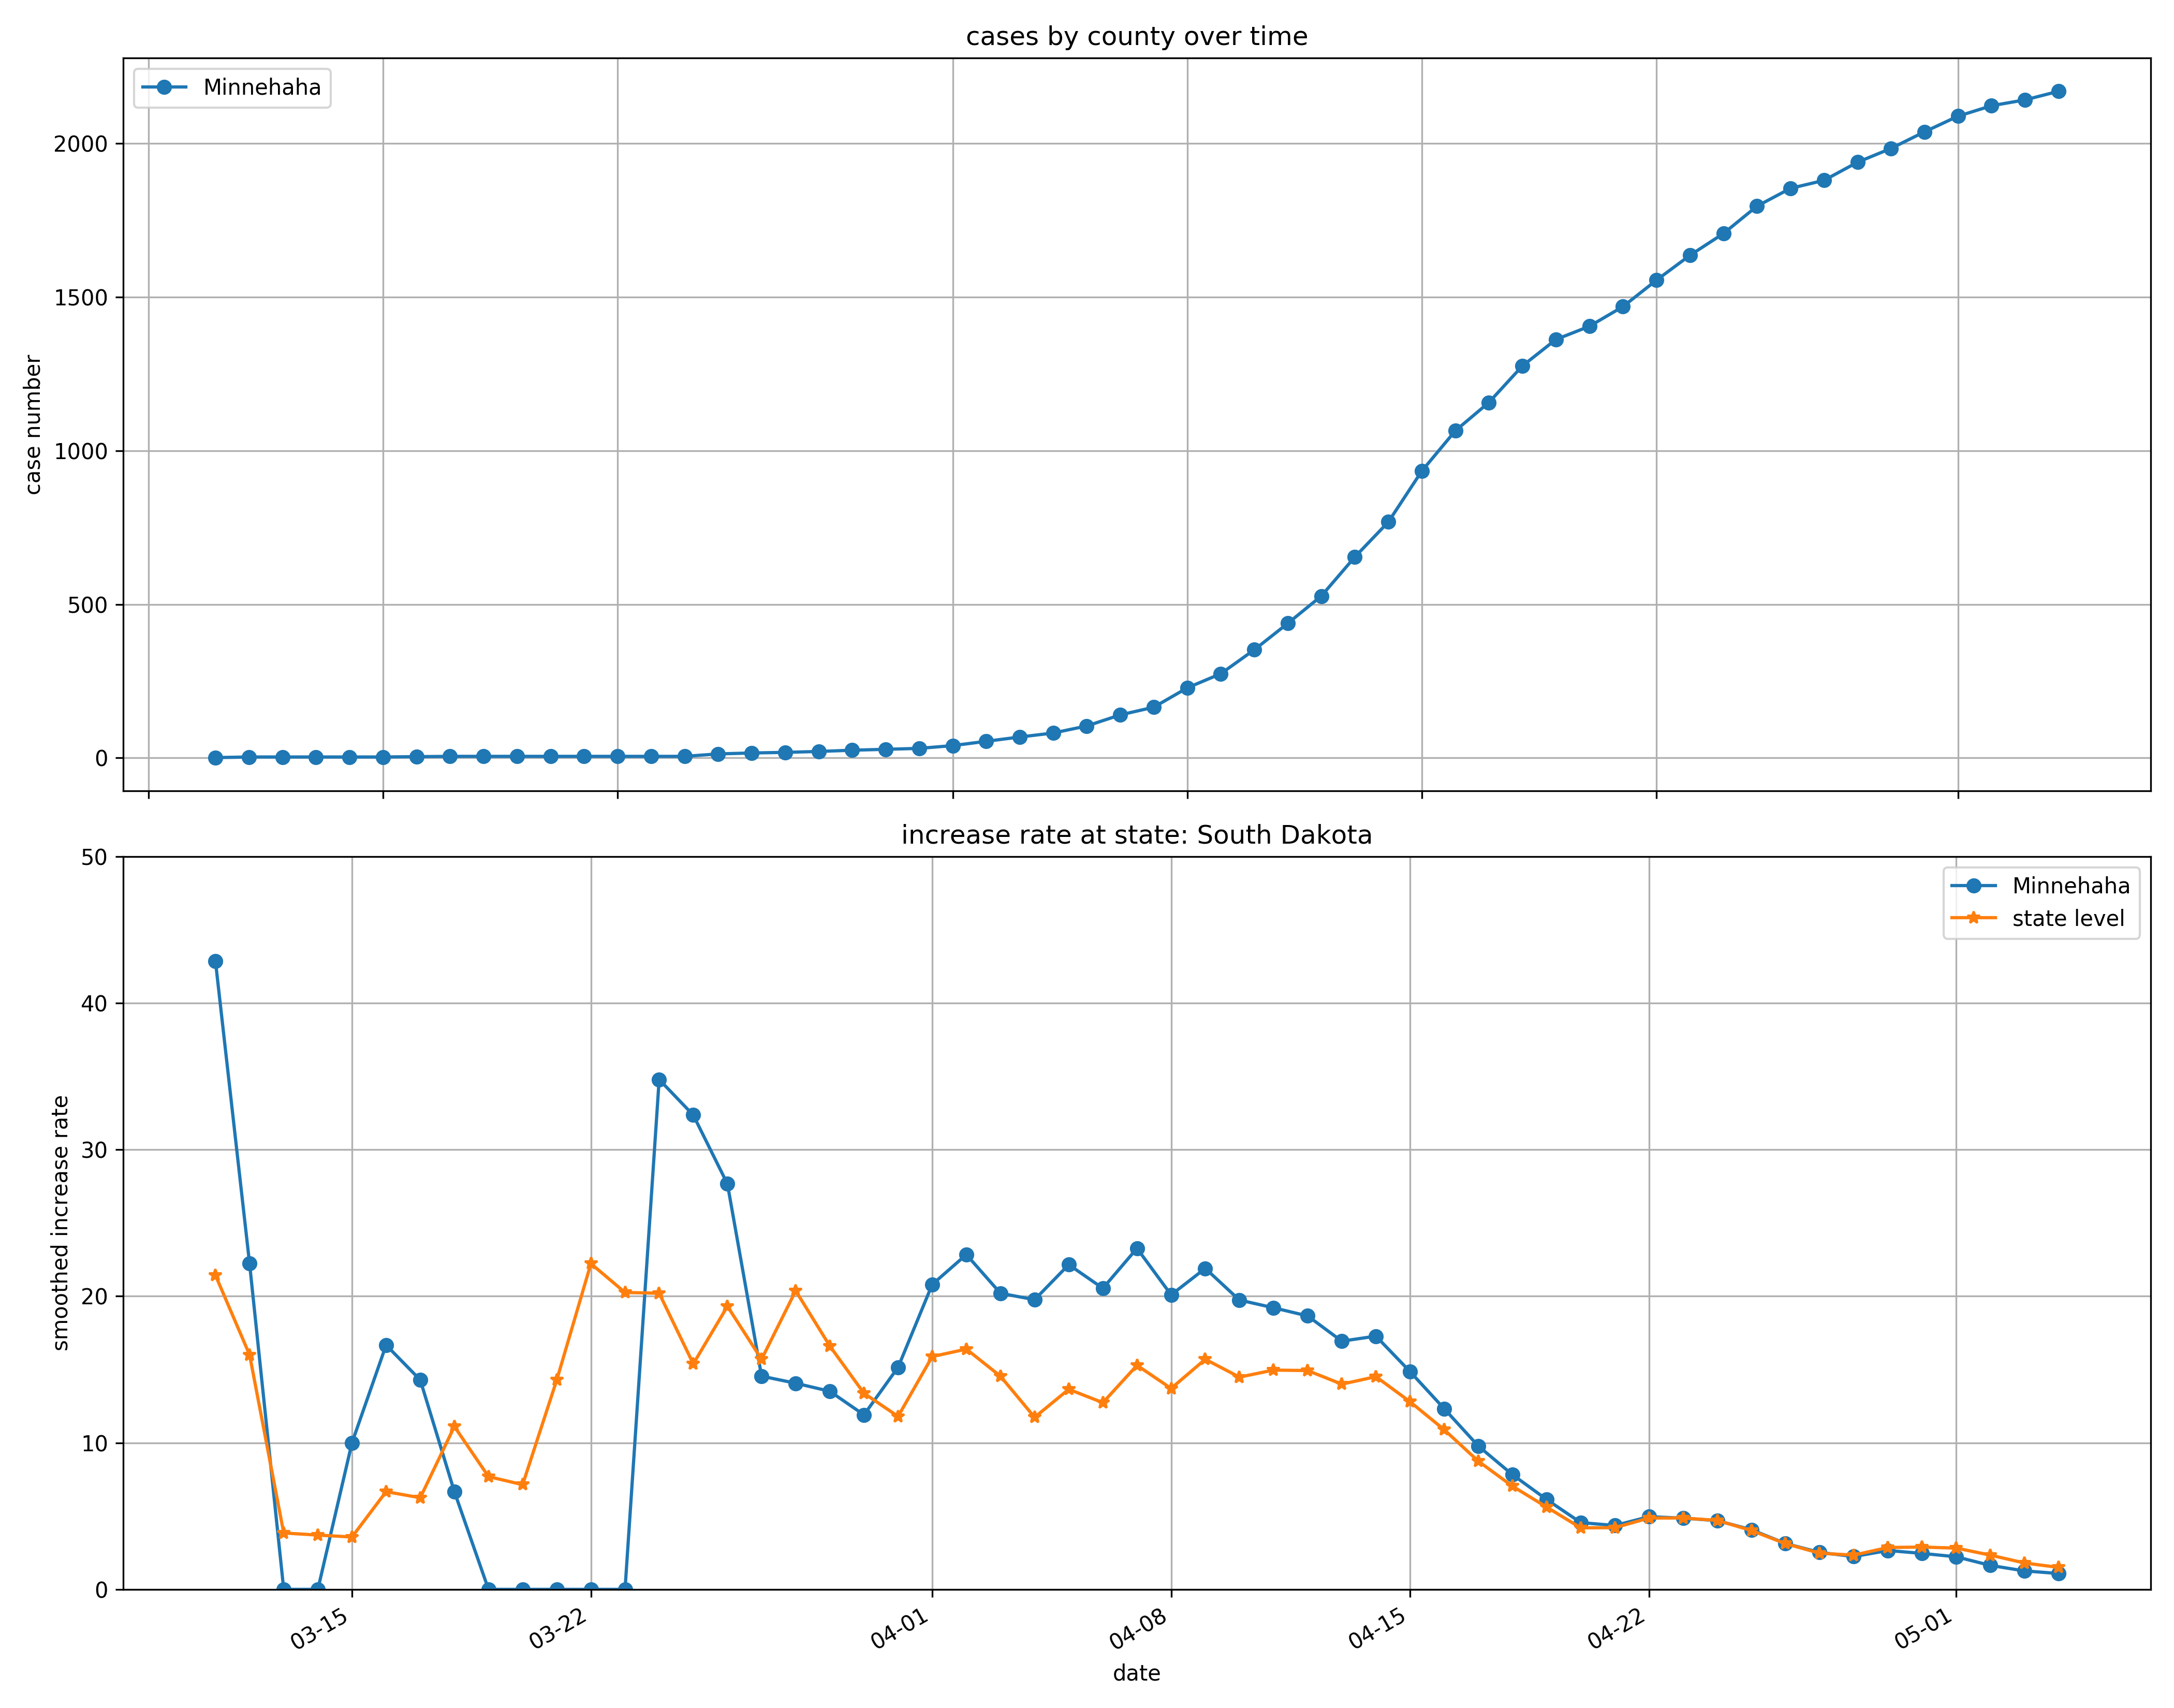 cases by county over time
Minnehaha
2000
1500
1000
500
0
case number
increase rate at state: South Dakota
Minnehaha
state level
50
40
30
20
10
0
smoothed increase rate
03-15
03-22
04-01
04-08
04-15
04-22
05-01
date